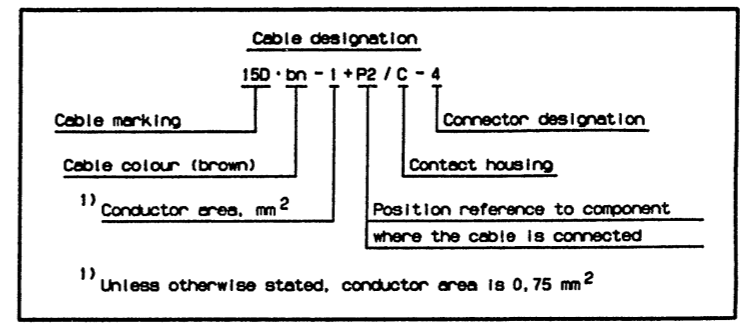 Cable designation
15D · bn - 1 + P2 / C - 4
Cable marking
Connector designation
Cable colour (brown)
Contact housing
1) Conductor area, mm2
Position reference to component
where the cable is connected
1) Unless otherwise stated, conductor area is 0,75 mm2